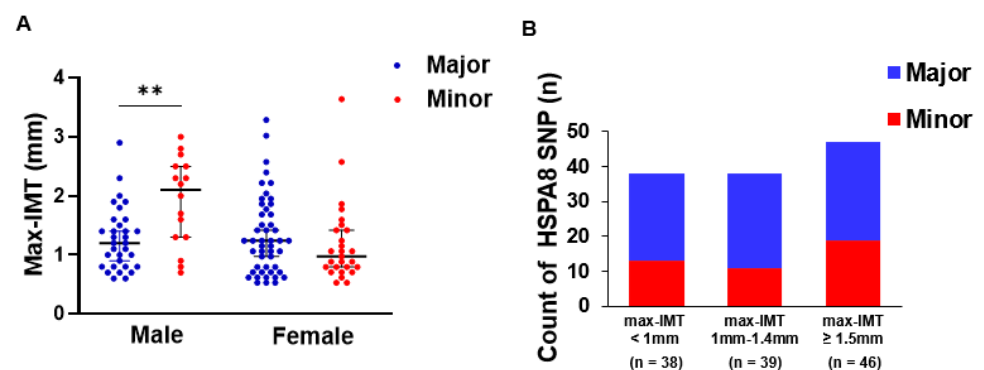 A
Major
Minor
Max-IMT (mm)
4
3
2
1
0
**
Male
Female
B
Major
Minor
Count of HSPA8 SNP (n)
50
40
30
20
10
0
max-IMT
< 1mm
(n = 38)
max-IMT
1mm-1.4mm
(n = 39)
max-IMT
≥ 1.5mm
(n = 46)